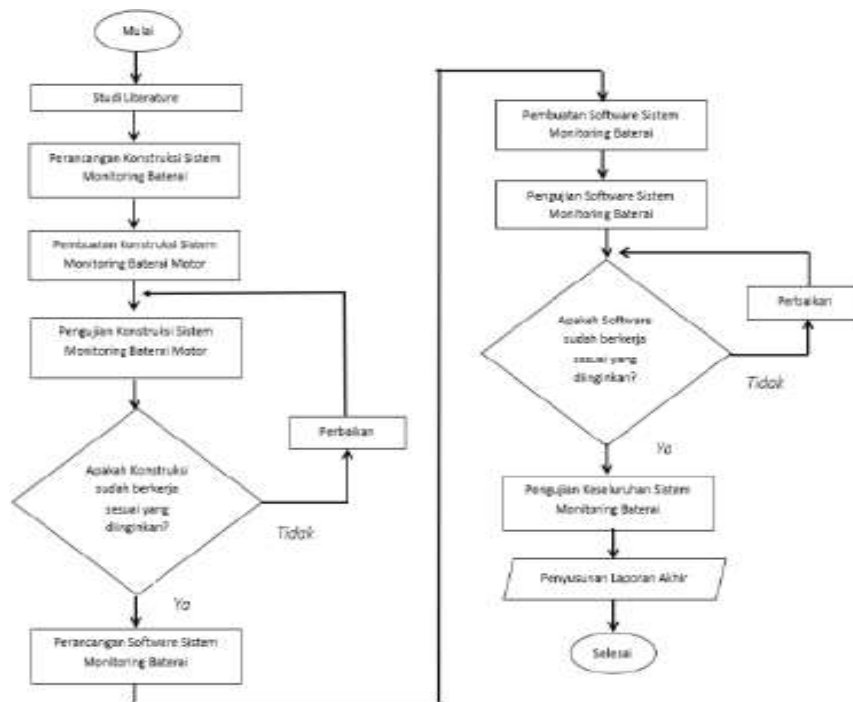 Mulai
Studi Literature
Perancangan Konstruksi Sistem
Monitoring Baterai
Pembuatan Konstruksi Sistem
Monitoring Baterai Motor
Pengujian Konstruksi Sistem
Monitoring Baterai Motor
Perbaikan
Apakah Konstruksi
sudah berkerja
sesuai yang
diinginkan?
Tidak
Ya
Perancangan Software Sistem
Monitoring Baterai
Pembuatan Software Sistem
Monitoring Baterai
Pengujian Software Sistem
Monitoring Baterai
Perbaikan
Apakah Software
sudah berkerja
sesuai yang
diinginkan?
Tidak
Ya
Pengujian Keseluruhan Sistem
Monitoring Baterai
Penyusunan Laporan Akhir
Selesai